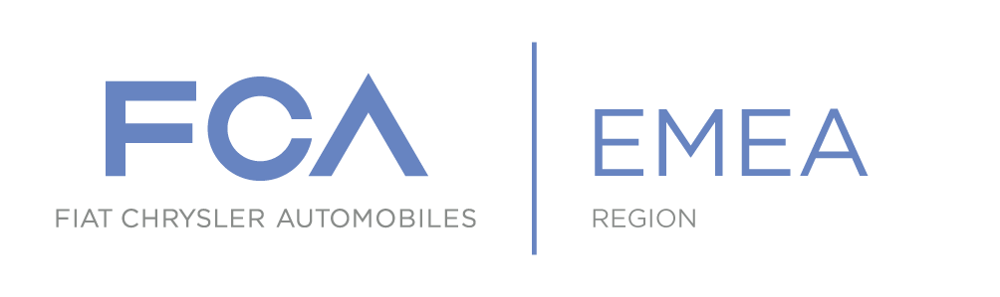 FCA
FIAT CHRYSLER AUTOMOBILES
EMEA
REGION